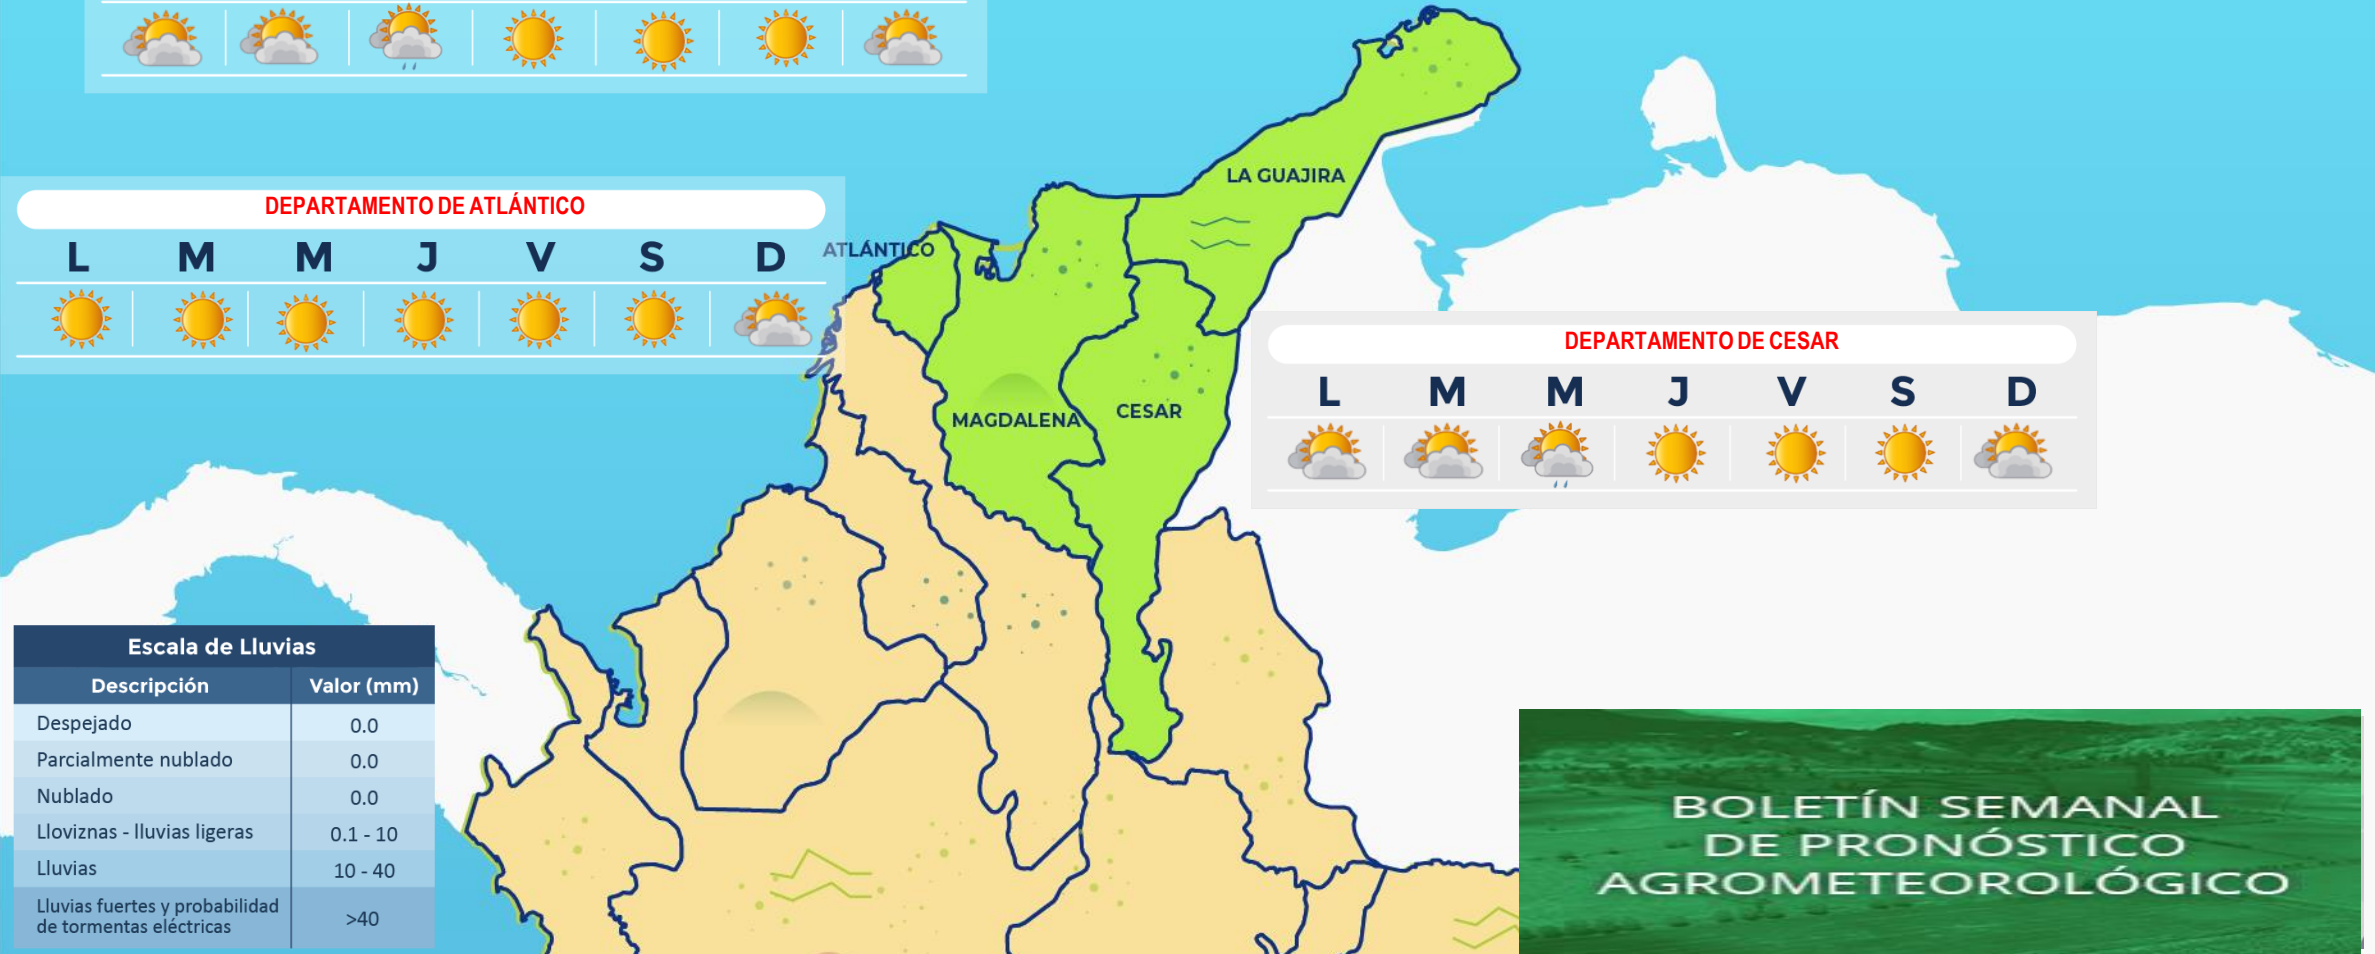 LA GUAJIRA
DEPARTAMENTO DE ATLÁNTICO
L M M J V S D
ATLÁNTICO
DEPARTAMENTO DE CESAR
L M M J V S D
MAGDALENA
CESAR
Escala de Lluvias
Descripción Valor (mm)
Despejado 0.0
Parcialmente nublado 0.0
Nublado 0.0
Lloviznas - lluvias ligeras 0.1 - 10
Lluvias 10 - 40
Lluvias fuertes y probabilidad
de tormentas eléctricas >40
BOLETÍN SEMANAL
DE PRONÓSTICO
AGROMETEOROLÓGICO